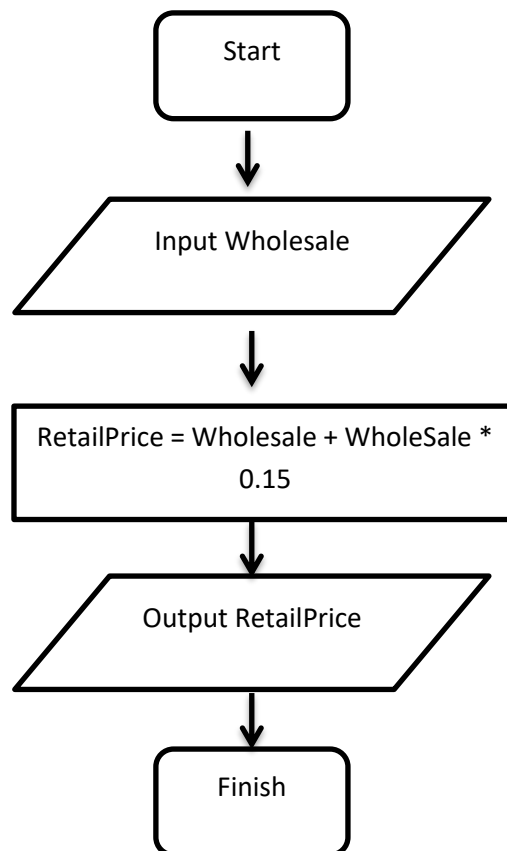 Start
Input Wholesale
RetailPrice = Wholesale + WholeSale *
0.15
Output RetailPrice
Finish